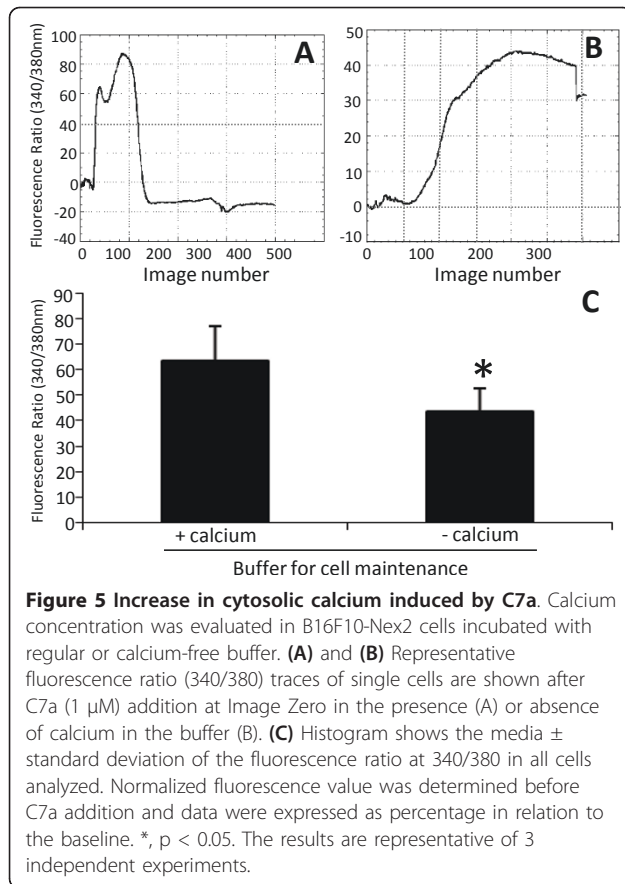 A
B
Fluorescence Ratio (340/380nm)
100
80
60
40
20
0
-20
-40
0 100 200 300 400 500
Image number
50
40
30
20
10
0
-10
0 100 200 300
Image number
C
Fluorescence Ratio (340/380nm)
90
80
70
60
50
40
30
20
10
0
*
+ calcium - calcium
Buffer for cell maintenance
Figure 5 Increase in cytosolic calcium induced by C7a. Calcium
concentration was evaluated in B16F10-Nex2 cells incubated with
regular or calcium-free buffer. (A) and (B) Representative
fluorescence ratio (340/380) traces of single cells are shown after
C7a (1 μM) addition at Image Zero in the presence (A) or absence
of calcium in the buffer (B). (C) Histogram shows the media ±
standard deviation of the fluorescence ratio at 340/380 in all cells
analyzed. Normalized fluorescence value was determined before
C7a addition and data were expressed as percentage in relation to
the baseline. *, p < 0.05. The results are representative of 3
independent experiments.